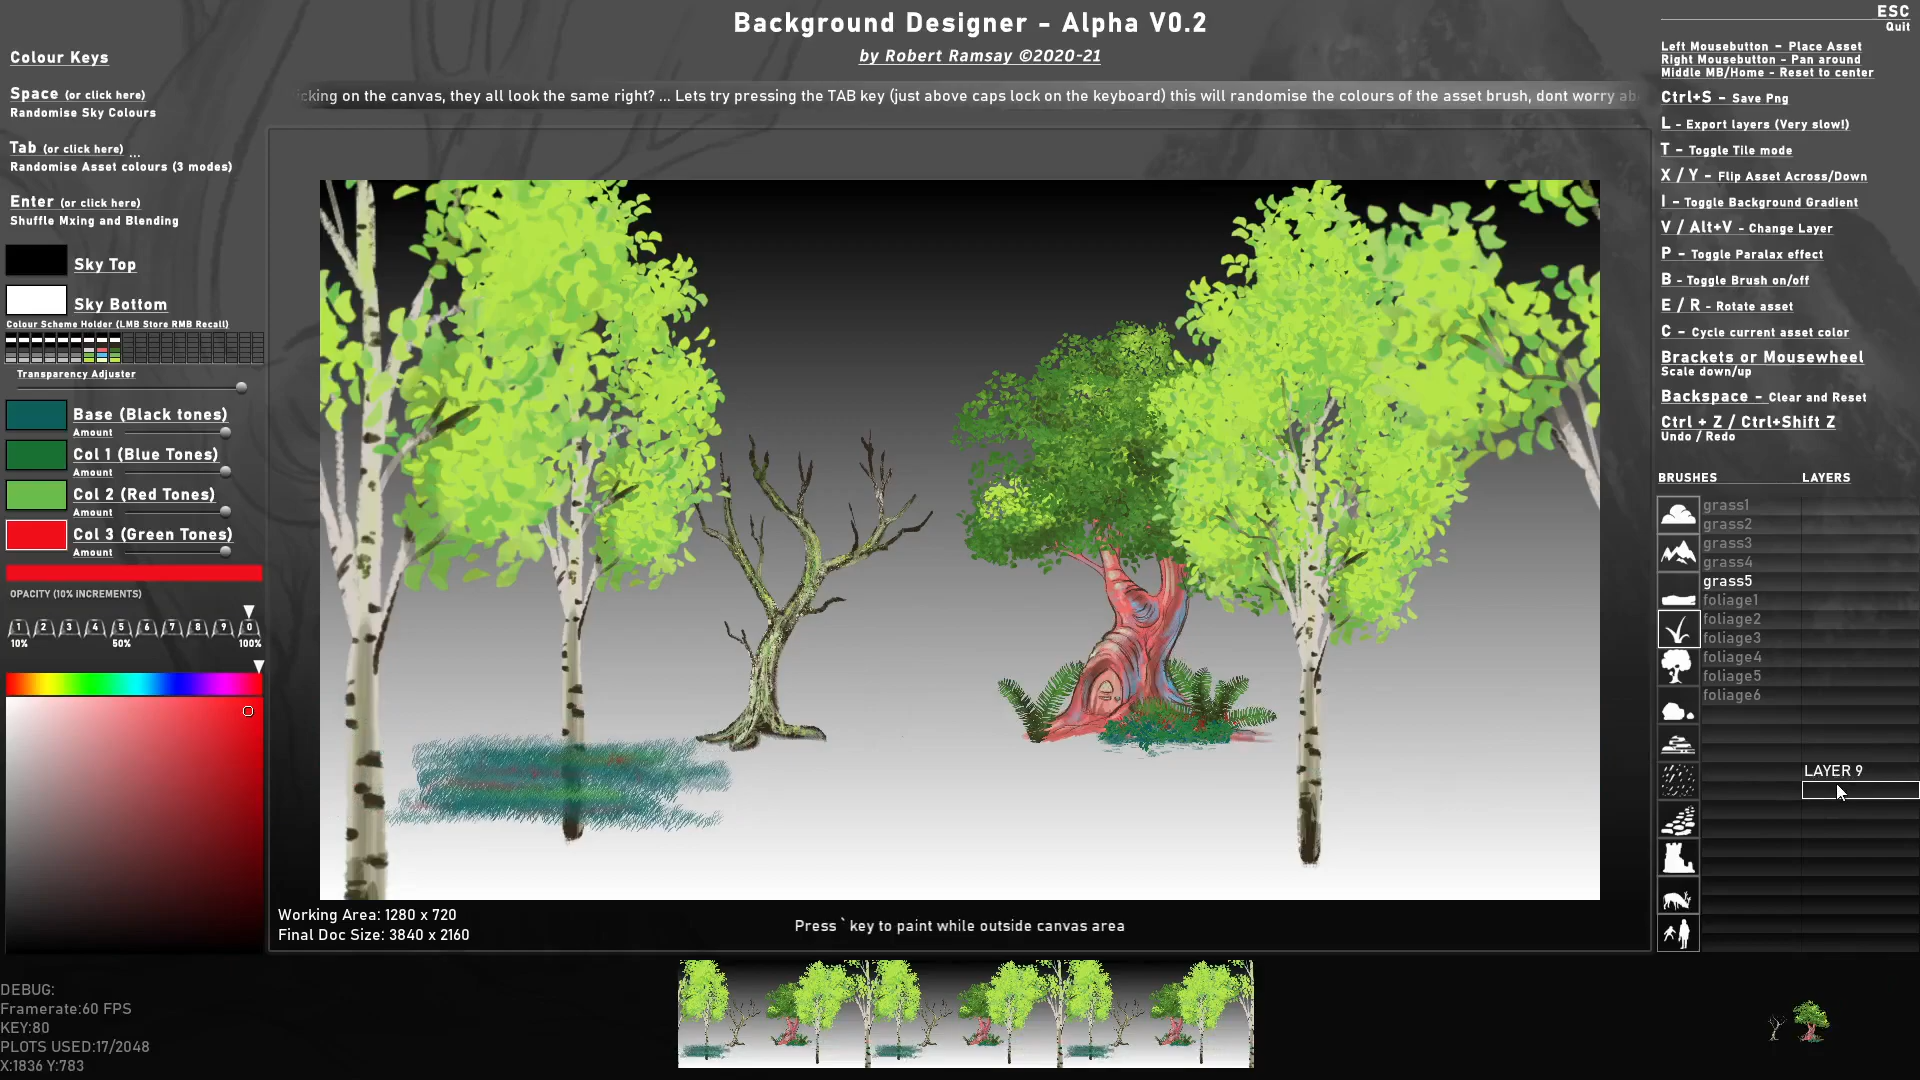 Background Designer - Alpha V0.2
by Robert Ramsay ©2020-21
cking on the canvas, they all look the same right? ... Lets try pressing the TAB key (just above caps lock on the keyboard) this will randomise the colours of the asset brush, dont worry ab
Colour Keys
Space (or click here)
Randomise Sky Colours
Tab (or click here) ...
Randomise Asset colours (3 modes)
Enter (or click here)
Shuffle Mxing and Blending
Sky Top
Sky Bottom
Colour Scheme Holder (LMB Store RMB Recall)
Transparency Adjuster
Base (Black tones)
Amount
Col 1 (Blue Tones)
Amount
Col 2 (Red Tones)
Amount
Col 3 (Green Tones)
Amount
OPACITY (10% INCREMENTS)
1 2 3 4 5 6 7 8 9 0
10% 50% 100%
Working Area: 1280 x 720
Final Doc Size: 3840 x 2160
Press ` key to paint while outside canvas area
DEBUG:
Framerate:60 FPS
KEY:80
PLOTS USED:17/2048
X:1836 Y:783
ESC
Quit
Left Mousebutton - Place Asset
Right Mousebutton - Pan around
Middle MB/Home - Reset to center
Ctrl+S - Save Png
L - Export layers (Very slow!)
T - Toggle Tile mode
X / Y - Flip Asset Across/Down
I - Toggle Background Gradient
V / Alt+V - Change Layer
P - Toggle Paralax effect
B - Toggle Brush on/off
E / R - Rotate asset
C - Cycle current asset color
Brackets or Mousewheel
Scale down/up
Backspace - Clear and Reset
Ctrl + Z / Ctrl+Shift Z
Undo / Redo
BRUSHES LAYERS
grass1
grass2
grass3
grass4
grass5
foliage1
foliage2
foliage3
foliage4
foliage5
foliage6
LAYER 9